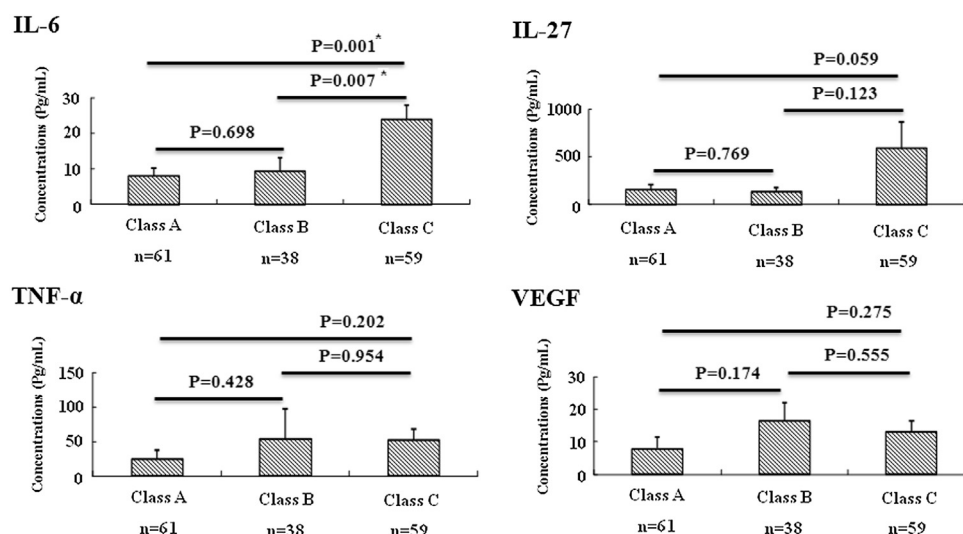 IL-6
P=0.001*
P=0.007 *
P=0.698
Concentrations (Pg/mL)
30
20
10
0
Class A Class B Class C
n=61 n=38 n=59
IL-27
P=0.059
P=0.123
P=0.769
Concentrations (Pg/mL)
1000
500
0
Class A Class B Class C
n=61 n=38 n=59
TNF-α
P=0.202
P=0.954
P=0.428
Concentrations (Pg/mL)
150
100
50
0
Class A Class B Class C
n=61 n=38 n=59
VEGF
P=0.275
P=0.555
P=0.174
Concentrations (Pg/mL)
30
20
10
0
Class A Class B Class C
n=61 n=38 n=59